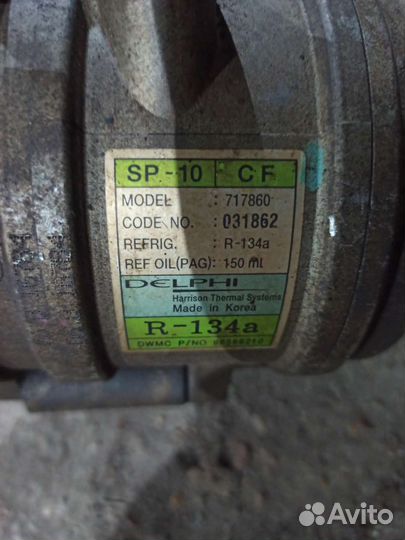 SP-10 CF
MODEL : 717860
CODE NO. : 031862
REFRIG. : R-134a
REF OIL(PAG) : 150 ml
DELPHI
Harrison Thermal Systems
Made in Korea
R-134a
DWMC P/NO
Avito